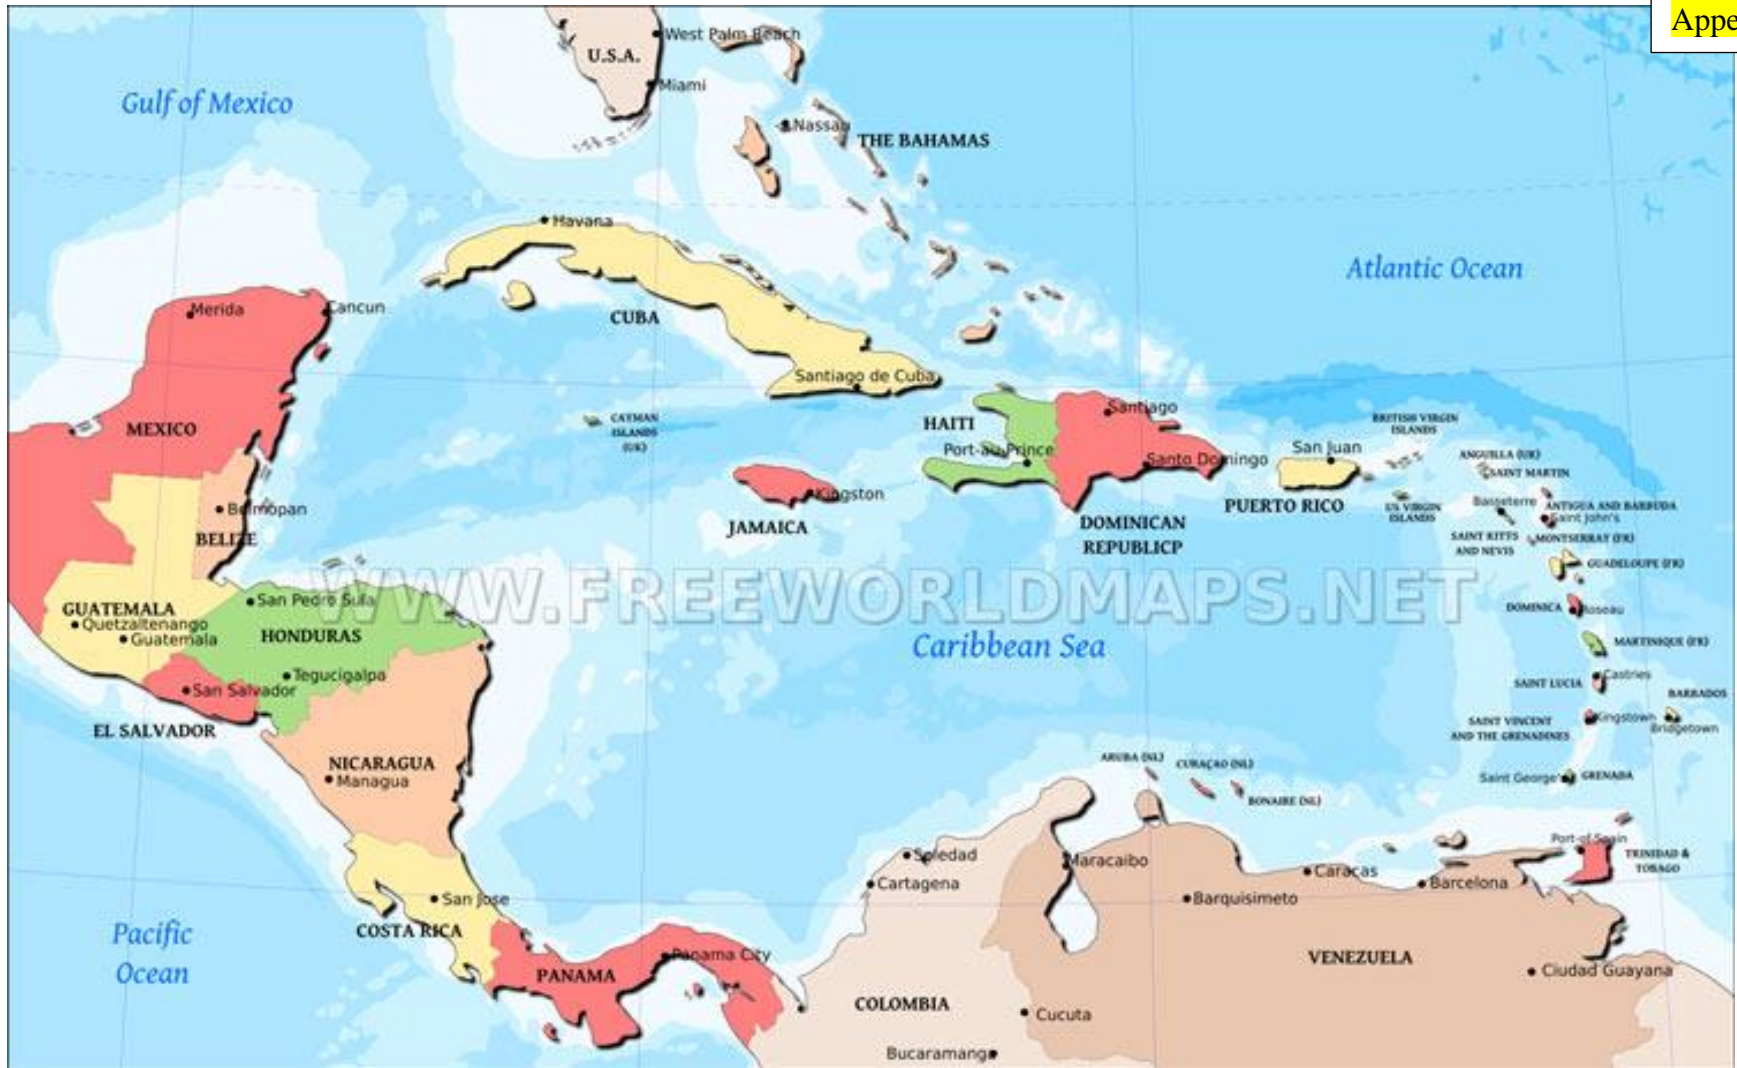 Appe
West Palm Beach
U.S.A.
Miami
Gulf of Mexico
Nassau
THE BAHAMAS
Havana
Atlantic Ocean
Merida
Cancun
CUBA
Santiago de Cuba
MEXICO
CAYMAN
ISLANDS
(UK)
HAITI
Santiago
Port-au-Prince
Santo Domingo
San Juan
BRITISH VIRGIN
ISLANDS
ANGUILLA (UK)
SAINT MARTIN
Kingston
JAMAICA
DOMINICAN
REPUBLICP
PUERTO RICO
US VIRGIN
ISLANDS
Basseterre
ANTIGUA AND BARBUDA
Saint John's
SAINT KITTS
AND NEVIS
MONTSERRAT (FR)
GUADELOUPE (FR)
Belmopan
BELIZE
WWW.FREEWORLDMAPS.NET
GUATEMALA
San Pedro Sula
Quetzaltenango
Guatemala
HONDURAS
DOMINICA
Roseau
Caribbean Sea
MARTINIQUE (FR)
Tegucigalpa
San Salvador
EL SALVADOR
SAINT LUCIA
Castries
BARBADOS
Bridgetown
SAINT VINCENT
AND THE GRENADINES
Kingstown
NICARAGUA
Managua
ARUBA (NL)
CURAÇAO (NL)
BONAIRE (NL)
Saint George's
GRENADA
Soledad
Cartagena
Maracaibo
Caracas
Barcelona
Barquisimeto
Port-of Spain
TRINIDAD &
TOBAGO
San Jose
COSTA RICA
Pacific
Ocean
Panama City
PANAMA
COLOMBIA
VENEZUELA
Ciudad Guayana
Cucuta
Bucaramanga